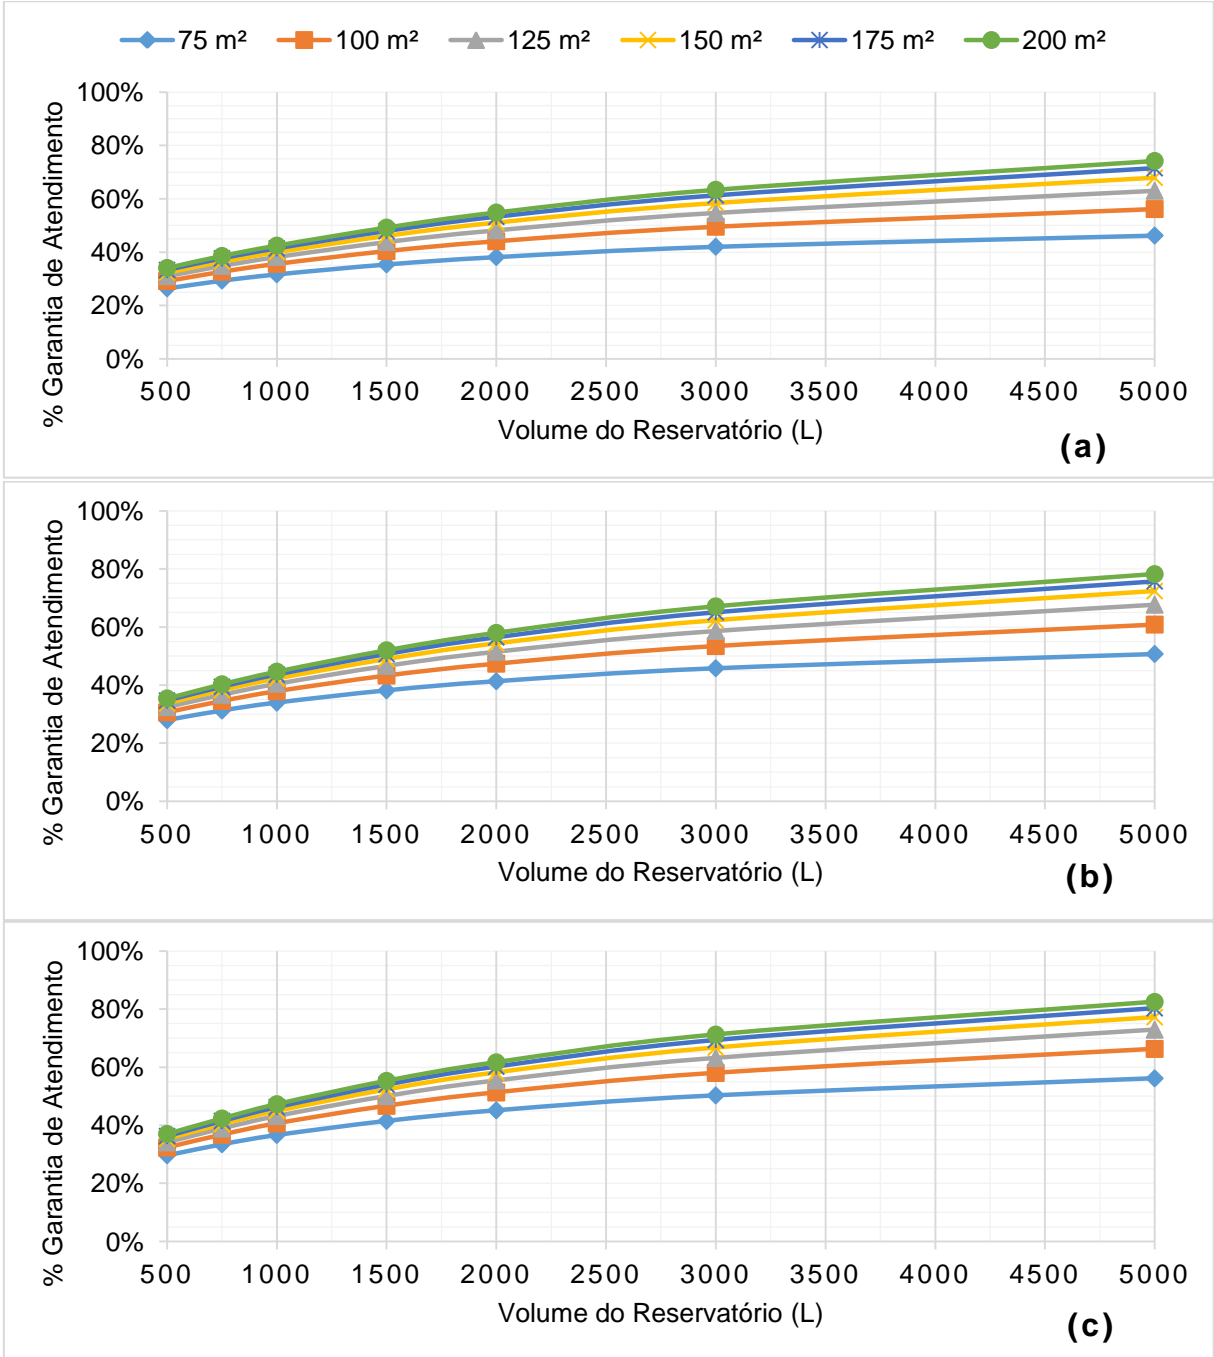 75 m² 100 m² 125 m² 150 m² 175 m² 200 m²
% Garantia de Atendimento
100%
80%
60%
40%
20%
0%
500 1000 1500 2000 2500 3000 3500 4000 4500 5000
Volume do Reservatório (L)
(a)
% Garantia de Atendimento
100%
80%
60%
40%
20%
0%
500 1000 1500 2000 2500 3000 3500 4000 4500 5000
Volume do Reservatório (L)
(b)
% Garantia de Atendimento
100%
80%
60%
40%
20%
0%
500 1000 1500 2000 2500 3000 3500 4000 4500 5000
Volume do Reservatório (L)
(c)